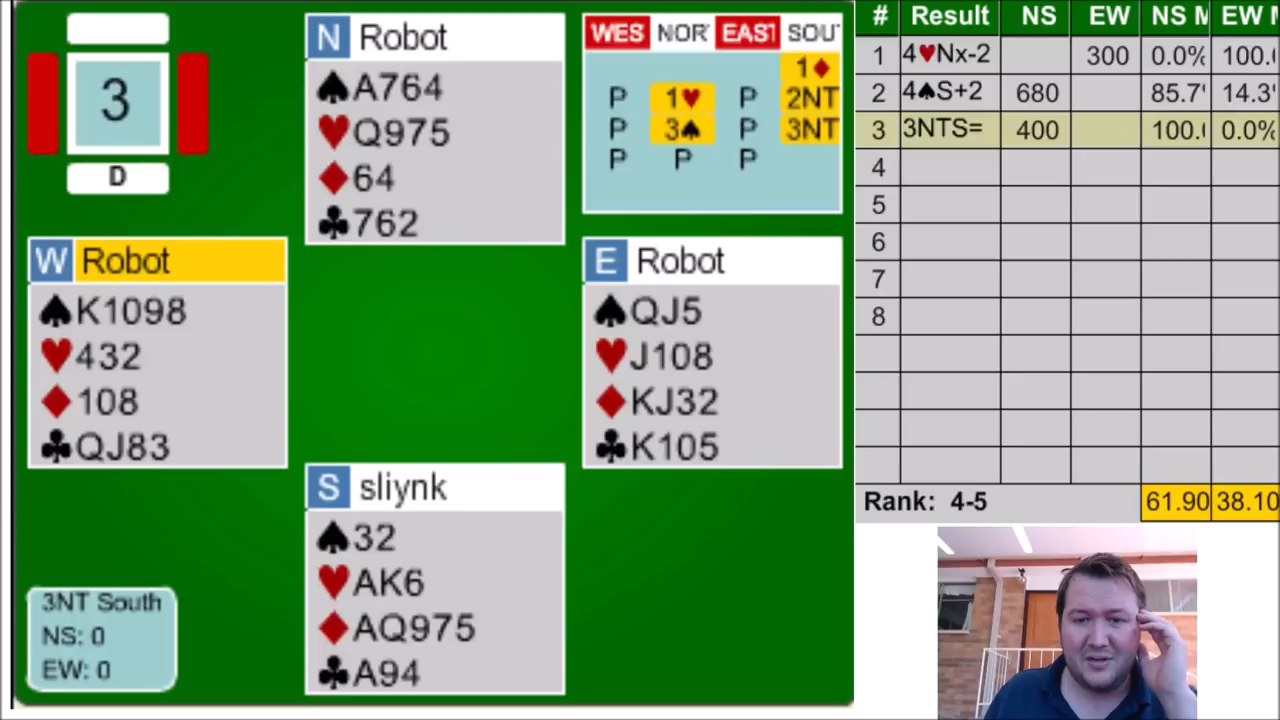 3
D
N Robot
♠A764
♥Q975
♦64
♣762
WES NOR EAST SOU
1♦
P 1♥ P 2NT
P 3♠ P 3NT
P P P
W Robot
♠K1098
♥432
♦108
♣QJ83
E Robot
♠QJ5
♥J108
♦KJ32
♣K105
S sliynk
♠32
♥AK6
♦AQ975
♣A94
3NT South
NS: 0
EW: 0
# Result NS EW NS M EW M
1 4♥Nx-2 300 0.0% 100.
2 4♠S+2 680 85.7 14.3
3 3NTS= 400 100. 0.0%
4
5
6
7
8
Rank: 4-5 61.90 38.10